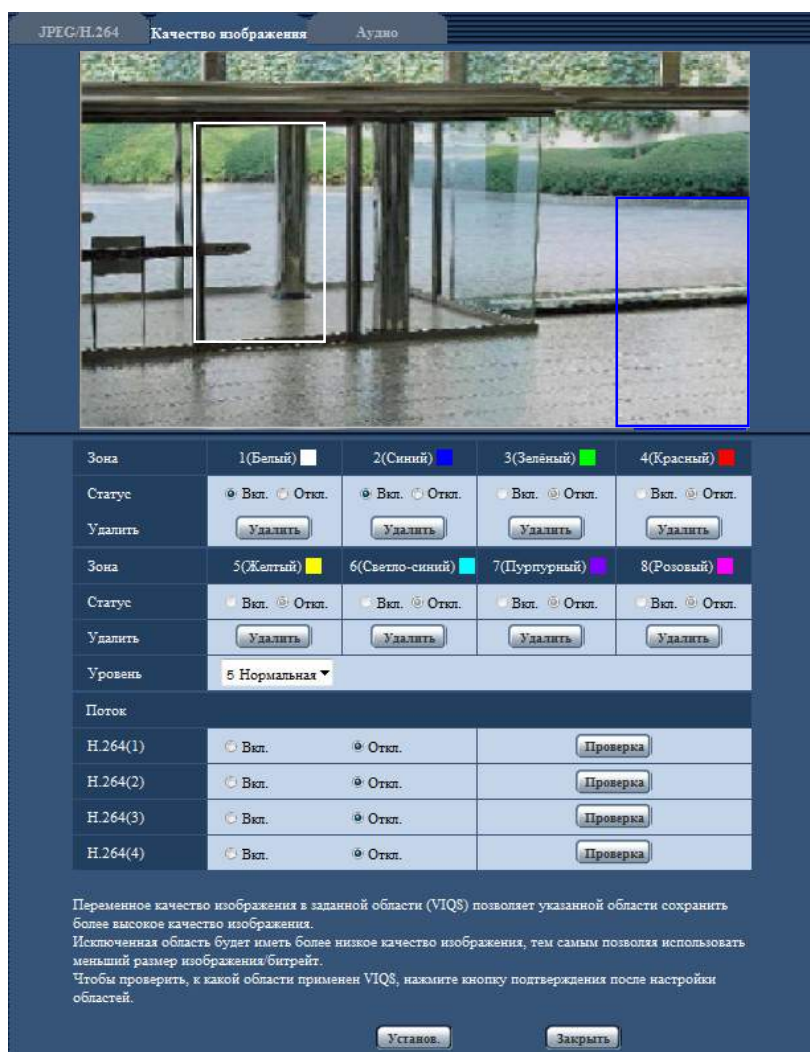 JPEG/H.264 Качество изображения Аудио
Зона 1(Белый) 2(Синий) 3(Зелёный) 4(Красный)
Статус Вкл. Откл. Вкл. Откл. Вкл. Откл. Вкл. Откл.
Удалить Удалить Удалить Удалить Удалить
Зона 5(Желтый) 6(Светло-синий) 7(Пурпурный) 8(Розовый)
Статус Вкл. Откл. Вкл. Откл. Вкл. Откл. Вкл. Откл.
Удалить Удалить Удалить Удалить Удалить
Уровень 5 Нормальная
Поток
H.264(1) Вкл. Откл. Проверка
H.264(2) Вкл. Откл. Проверка
H.264(3) Вкл. Откл. Проверка
H.264(4) Вкл. Откл. Проверка
Переменное качество изображения в заданной области (VIQS) позволяет указанной области сохранить
более высокое качество изображения.
Исключенная область будет иметь более низкое качество изображения, тем самым позволяя использовать
меньший размер изображения/битрейт.
Чтобы проверить, к какой области применен VIQS, нажмите кнопку подтверждения после настройки
областей.
Установ. Закрыть